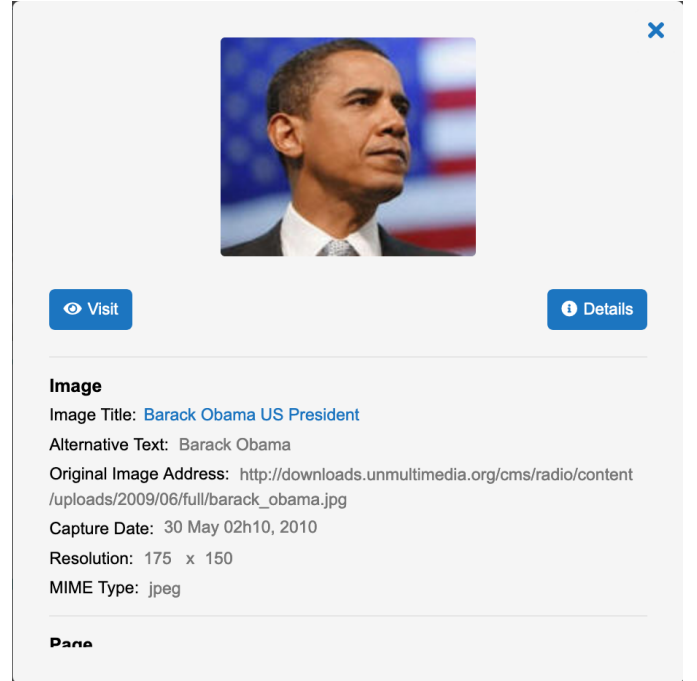 Visit
Details
Image
Image Title: Barack Obama US President
Alternative Text: Barack Obama
Original Image Address: http://downloads.unmultimedia.org/cms/radio/content
/uploads/2009/06/full/barack_obama.jpg
Capture Date: 30 May 02h10, 2010
Resolution: 175 x 150
MIME Type: jpeg
Page